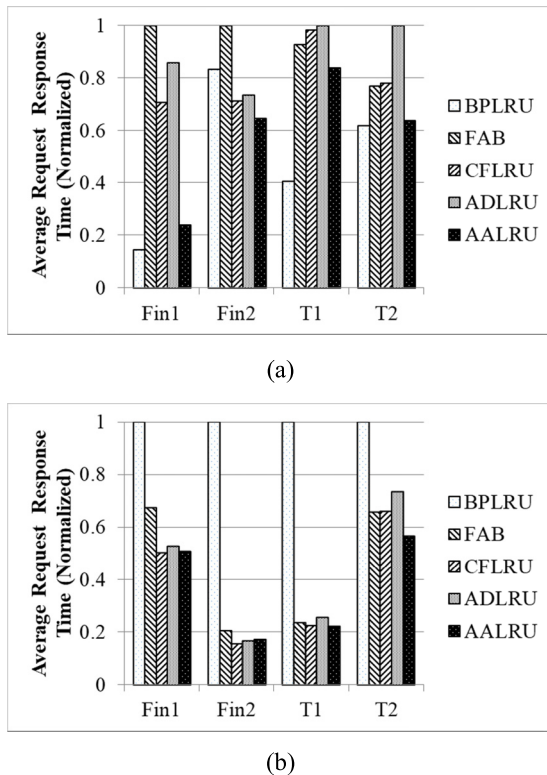 Average Request Response
Time (Normalized)
1
0.8
0.6
0.4
0.2
0
Fin1 Fin2 T1 T2
BPLRU
FAB
CFLRU
ADLRU
AALRU
(a)
Average Request Response
Time (Normalized)
1
0.8
0.6
0.4
0.2
0
Fin1 Fin2 T1 T2
BPLRU
FAB
CFLRU
ADLRU
AALRU
(b)